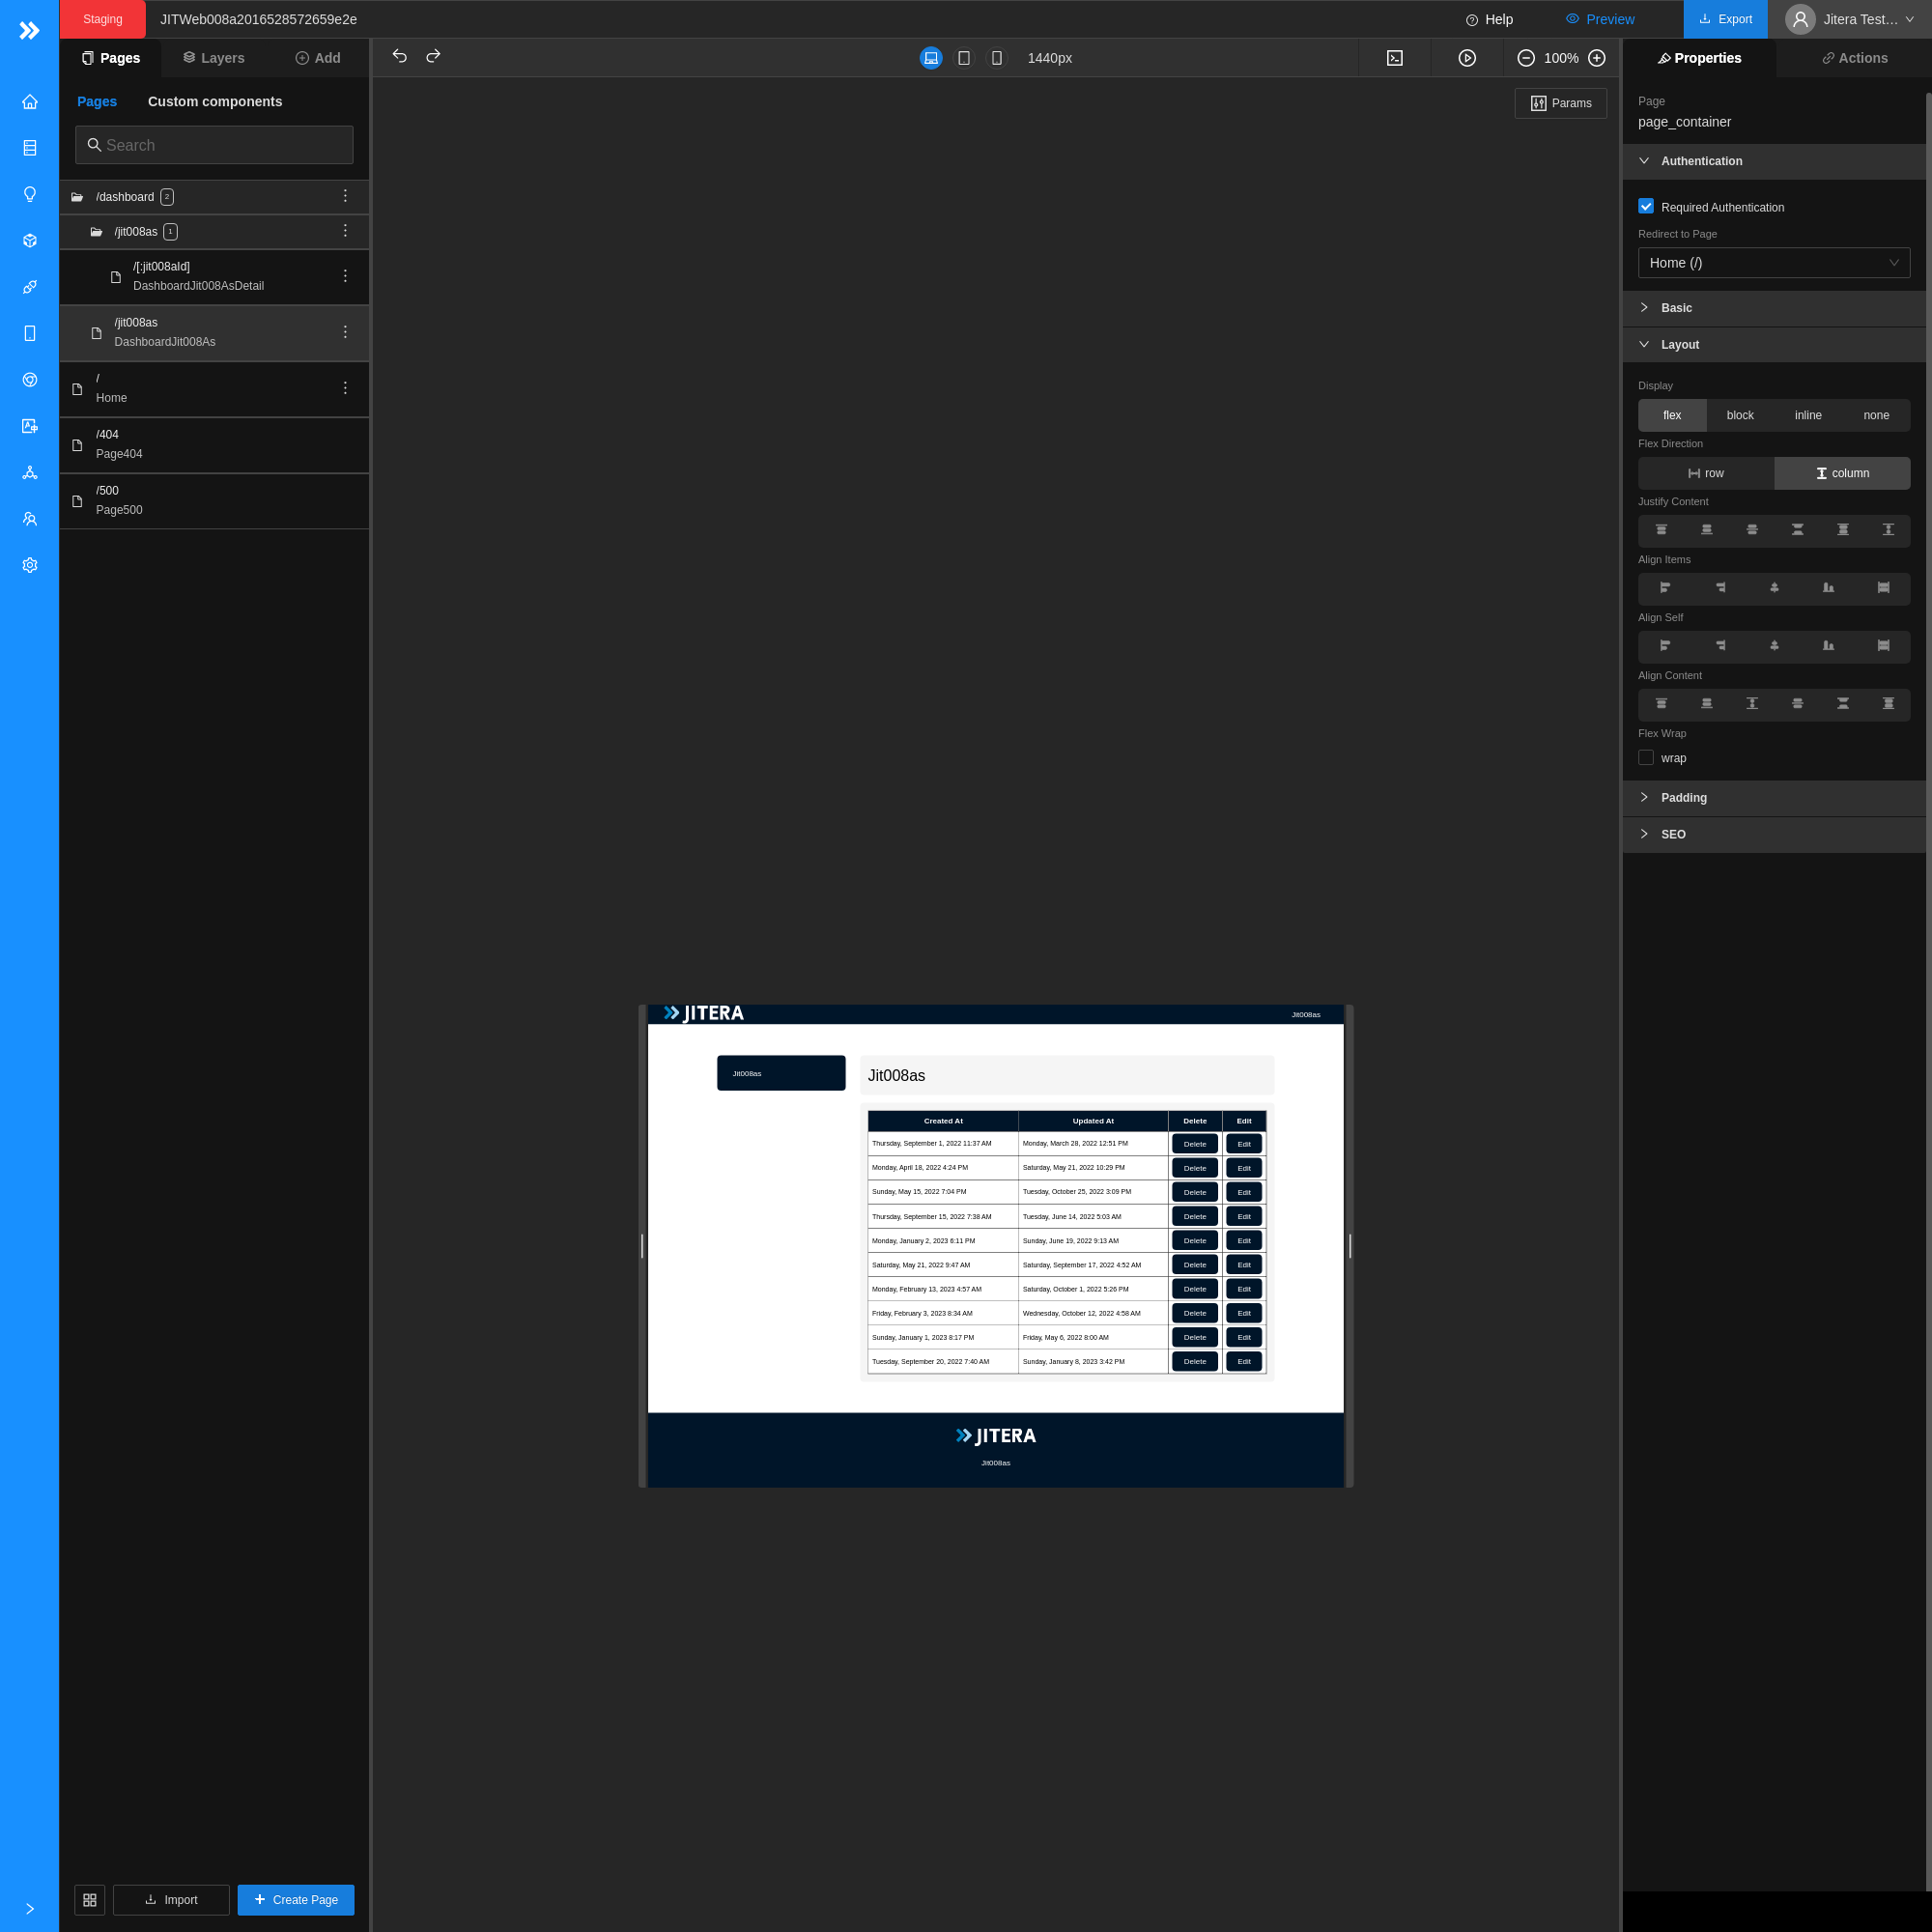 Staging
JITWeb008a2016528572659e2e
Help
Preview
Export
Jitera Test…
Pages
Layers
Add
1440px
100%
Properties
Actions
Pages
Custom components
Search
/dashboard 2
/jit008as 1
/[:jit008aId]
DashboardJit008AsDetail
/jit008as
DashboardJit008As
/
Home
/404
Page404
/500
Page500
Import
Create Page
Params
JITERA
Jit008as
Jit008as
Jit008as
Created At Updated At Delete Edit
Thursday, September 1, 2022 11:37 AM Monday, March 28, 2022 12:51 PM Delete Edit
Monday, April 18, 2022 4:24 PM Saturday, May 21, 2022 10:29 PM Delete Edit
Sunday, May 15, 2022 7:04 PM Tuesday, October 25, 2022 3:09 PM Delete Edit
Thursday, September 15, 2022 7:38 AM Tuesday, June 14, 2022 5:03 AM Delete Edit
Monday, January 2, 2023 6:11 PM Sunday, June 19, 2022 9:13 AM Delete Edit
Saturday, May 21, 2022 9:47 AM Saturday, September 17, 2022 4:52 AM Delete Edit
Monday, February 13, 2023 4:57 AM Saturday, October 1, 2022 5:26 PM Delete Edit
Friday, February 3, 2023 8:34 AM Wednesday, October 12, 2022 4:58 AM Delete Edit
Sunday, January 1, 2023 8:17 PM Friday, May 6, 2022 8:00 AM Delete Edit
Tuesday, September 20, 2022 7:40 AM Sunday, January 8, 2023 3:42 PM Delete Edit
JITERA
Jit008as
Page
page_container
Authentication
Required Authentication
Redirect to Page
Home (/)
Basic
Layout
Display
flex block inline none
Flex Direction
row column
Justify Content
Align Items
Align Self
Align Content
Flex Wrap
wrap
Padding
SEO